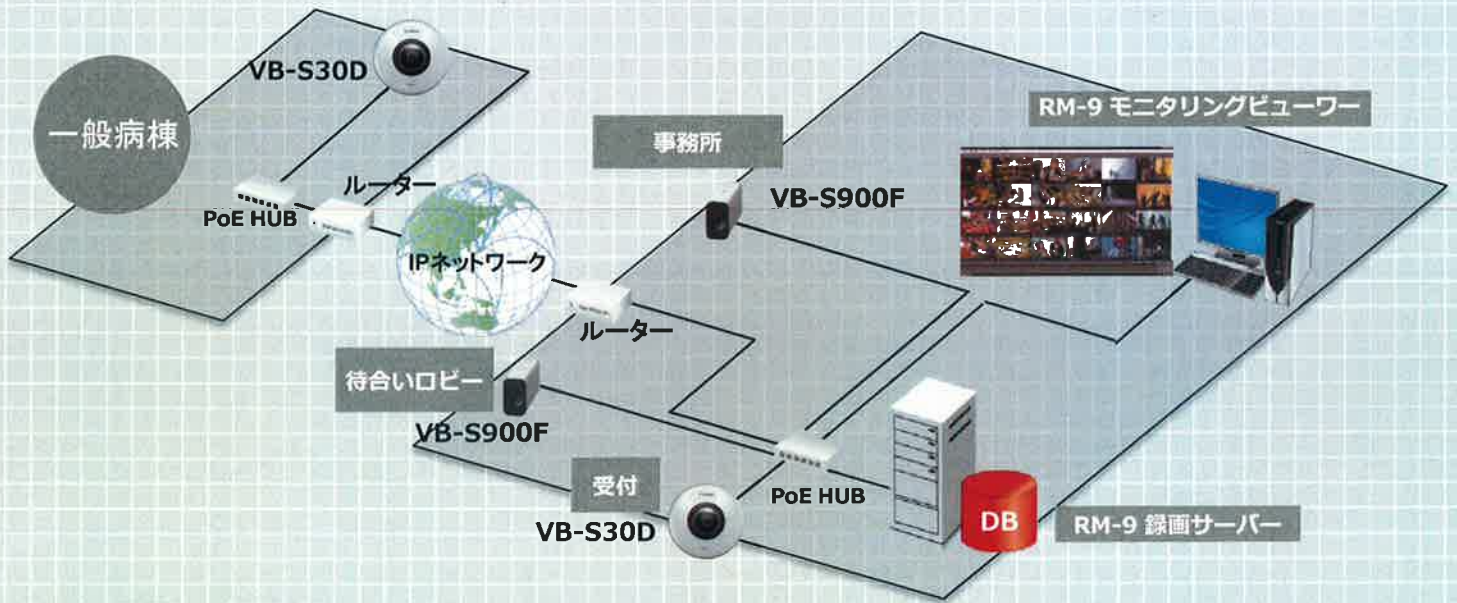 VB-S30D
一般病棟
ルーター
PoE HUB
IPネットワーク
事務所
VB-S900F
RM-9 モニタリングビューワー
ルーター
待合いロビー
VB-S900F
受付
VB-S30D
PoE HUB
DB
RM-9 録画サーバー